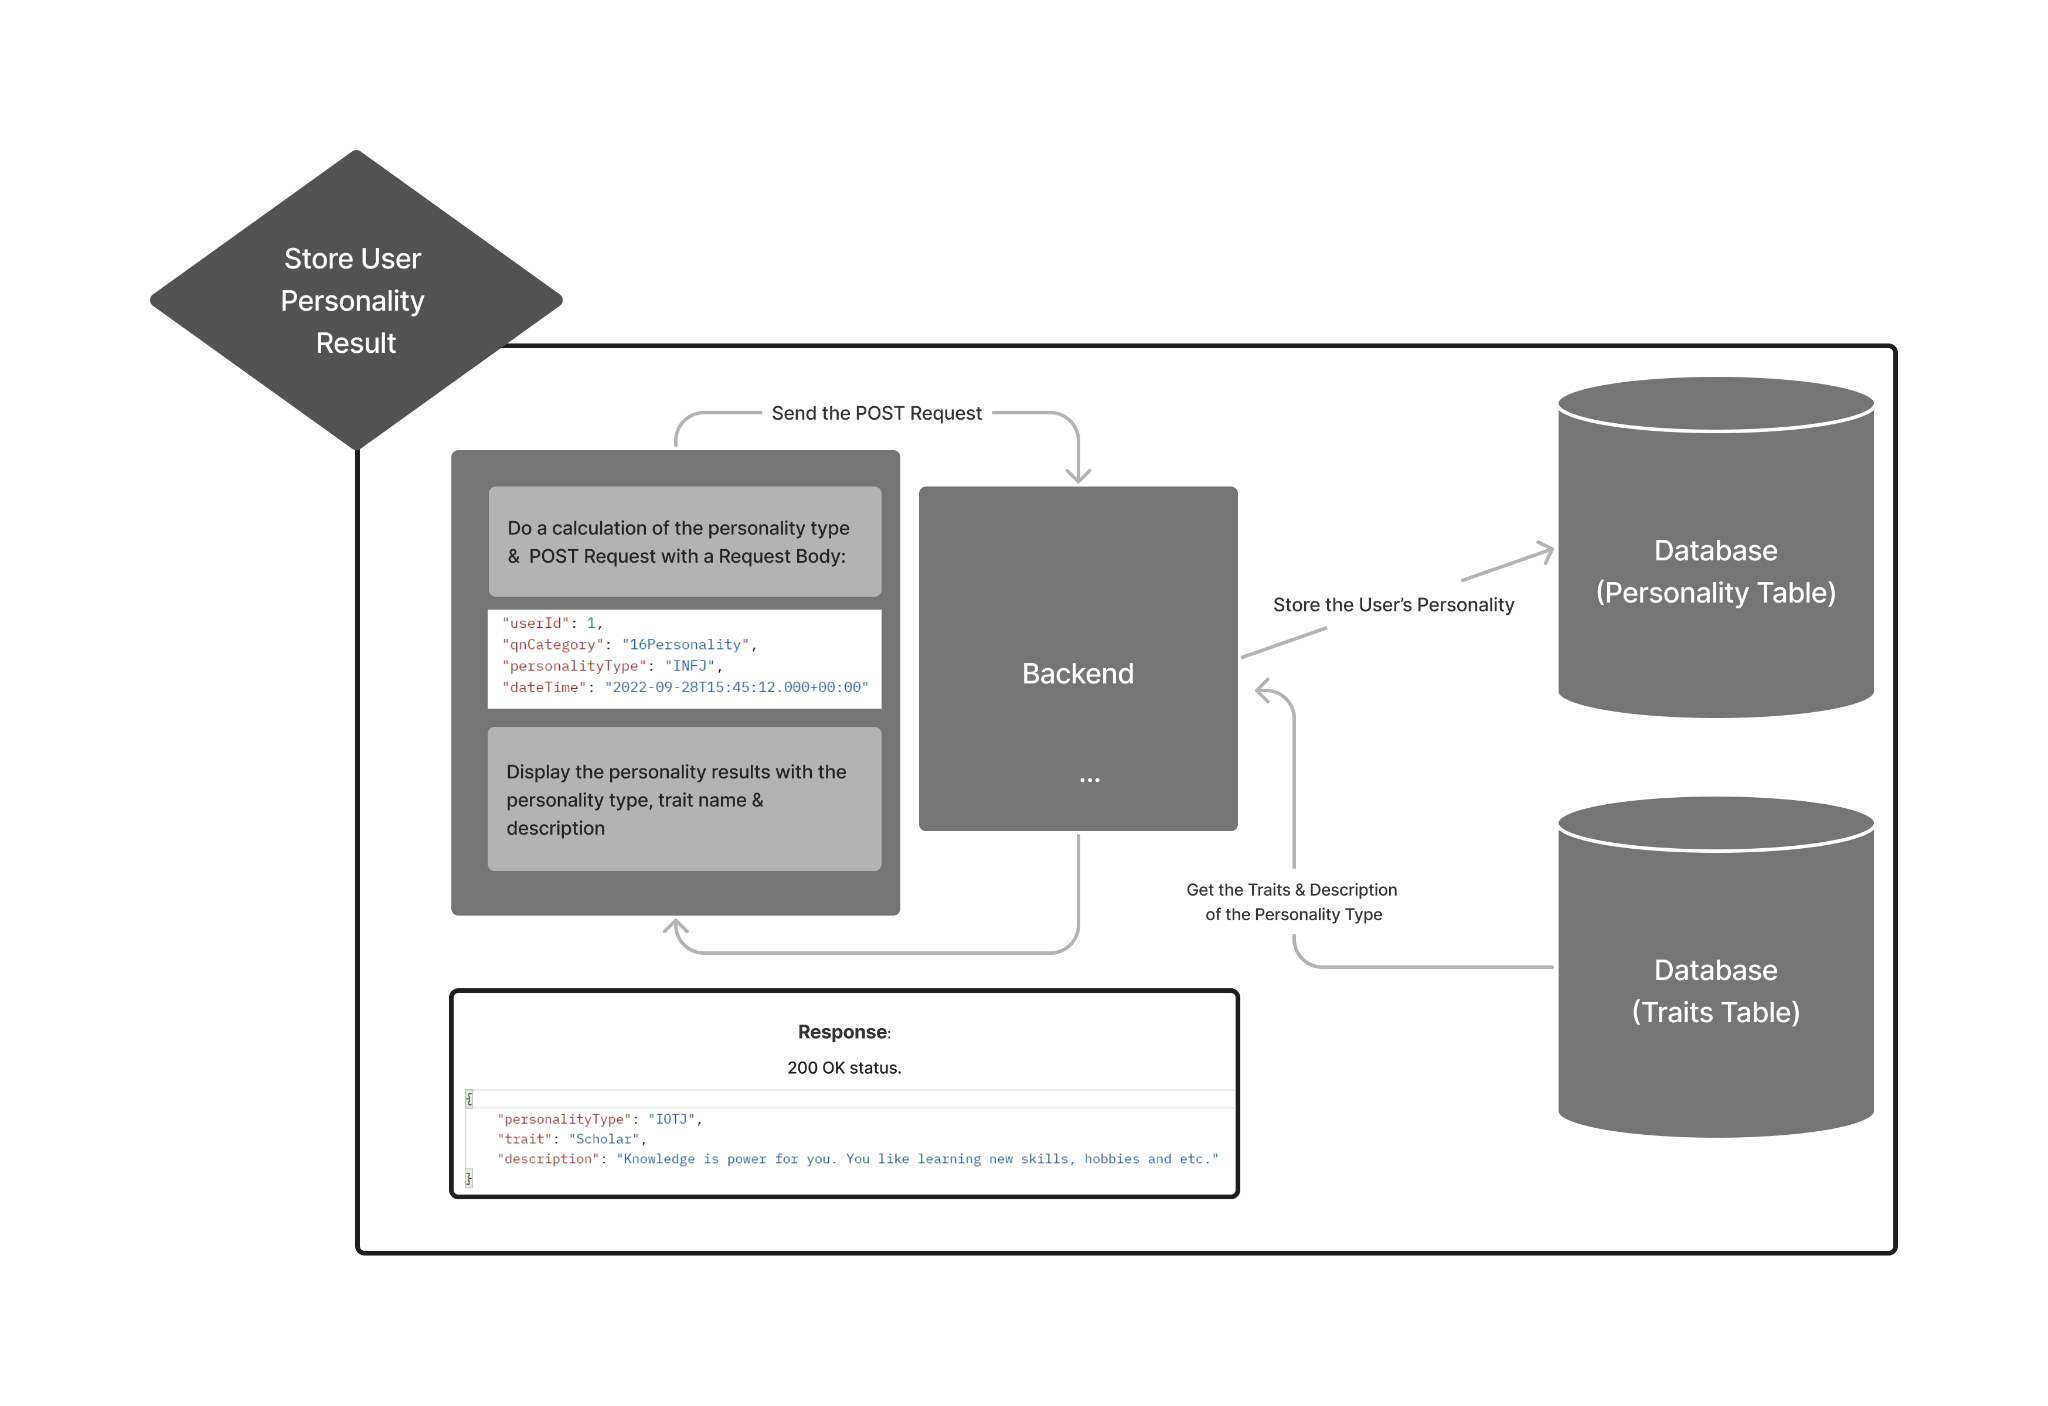 Store User
Personality
Result
Send the POST Request
Do a calculation of the personality type
& POST Request with a Request Body:
"userId": 1,
"qnCategory": "16Personality",
"personalityType": "INFJ",
"dateTime": "2022-09-28T15:45:12.000+00:00"
Display the personality results with the
personality type, trait name &
description
Backend
...
Store the User's Personality
Database
(Personality Table)
Get the Traits & Description
of the Personality Type
Database
(Traits Table)
Response:
200 OK status.
{
"personalityType": "IOTJ",
"trait": "Scholar",
"description": "Knowledge is power for you. You like learning new skills, hobbies and etc."
}